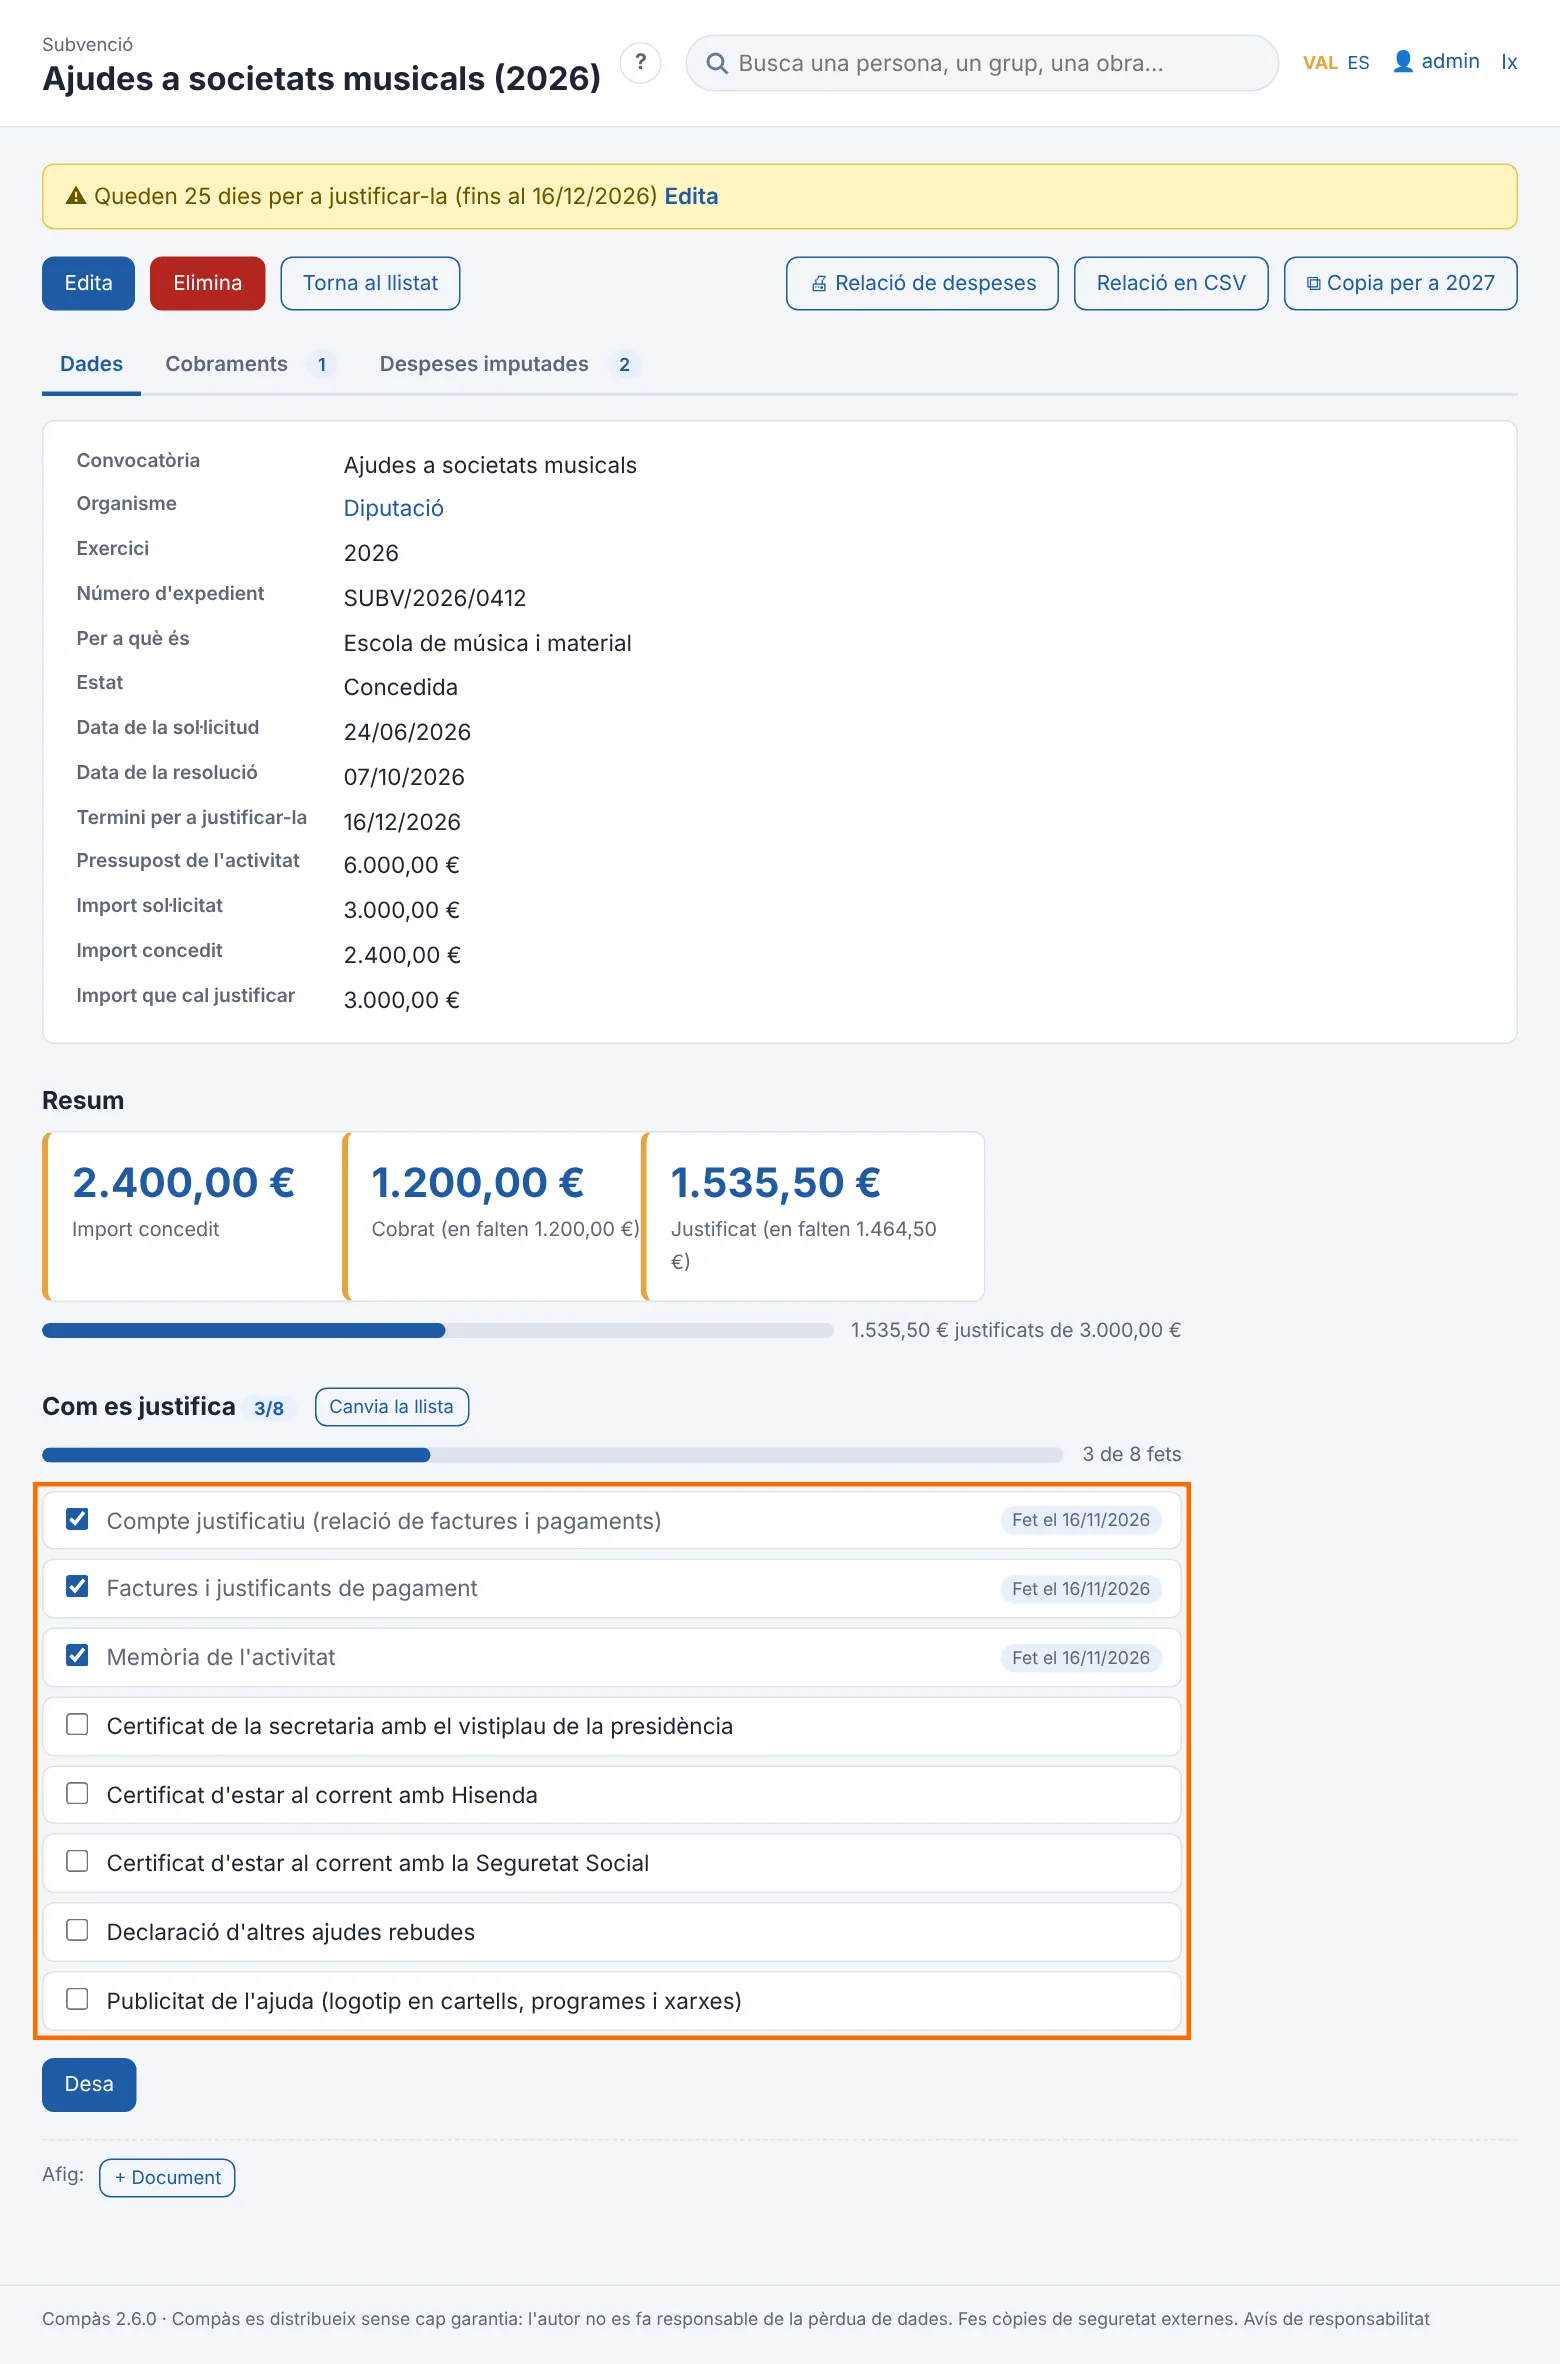 Subvenció
Ajudes a societats musicals (2026)
?
Busca una persona, un grup, una obra...
VAL ES
admin
Ix
Queden 25 dies per a justificar-la (fins al 16/12/2026) Edita
Edita
Elimina
Torna al llistat
Relació de despeses
Relació en CSV
Copia per a 2027
Dades
Cobraments 1
Despeses imputades 2
Convocatòria Ajudes a societats musicals
Organisme Diputació
Exercici 2026
Número d'expedient SUBV/2026/0412
Per a què és Escola de música i material
Estat Concedida
Data de la sol·licitud 24/06/2026
Data de la resolució 07/10/2026
Termini per a justificar-la 16/12/2026
Pressupost de l'activitat 6.000,00 €
Import sol·licitat 3.000,00 €
Import concedit 2.400,00 €
Import que cal justificar 3.000,00 €
Resum
2.400,00 €
Import concedit
1.200,00 €
Cobrat (en falten 1.200,00 €)
1.535,50 €
Justificat (en falten 1.464,50
€)
1.535,50 € justificats de 3.000,00 €
Com es justifica 3/8 Canvia la llista
3 de 8 fets
Compte justificatiu (relació de factures i pagaments) Fet el 16/11/2026
Factures i justificants de pagament Fet el 16/11/2026
Memòria de l'activitat Fet el 16/11/2026
Certificat de la secretaria amb el vistiplau de la presidència
Certificat d'estar al corrent amb Hisenda
Certificat d'estar al corrent amb la Seguretat Social
Declaració d'altres ajudes rebudes
Publicitat de l'ajuda (logotip en cartells, programes i xarxes)
Desa
Afig: + Document
Compàs 2.6.0 · Compàs es distribueix sense cap garantia: l'autor no es fa responsable de la pèrdua de dades. Fes còpies de seguretat externes. Avís de responsabilitat